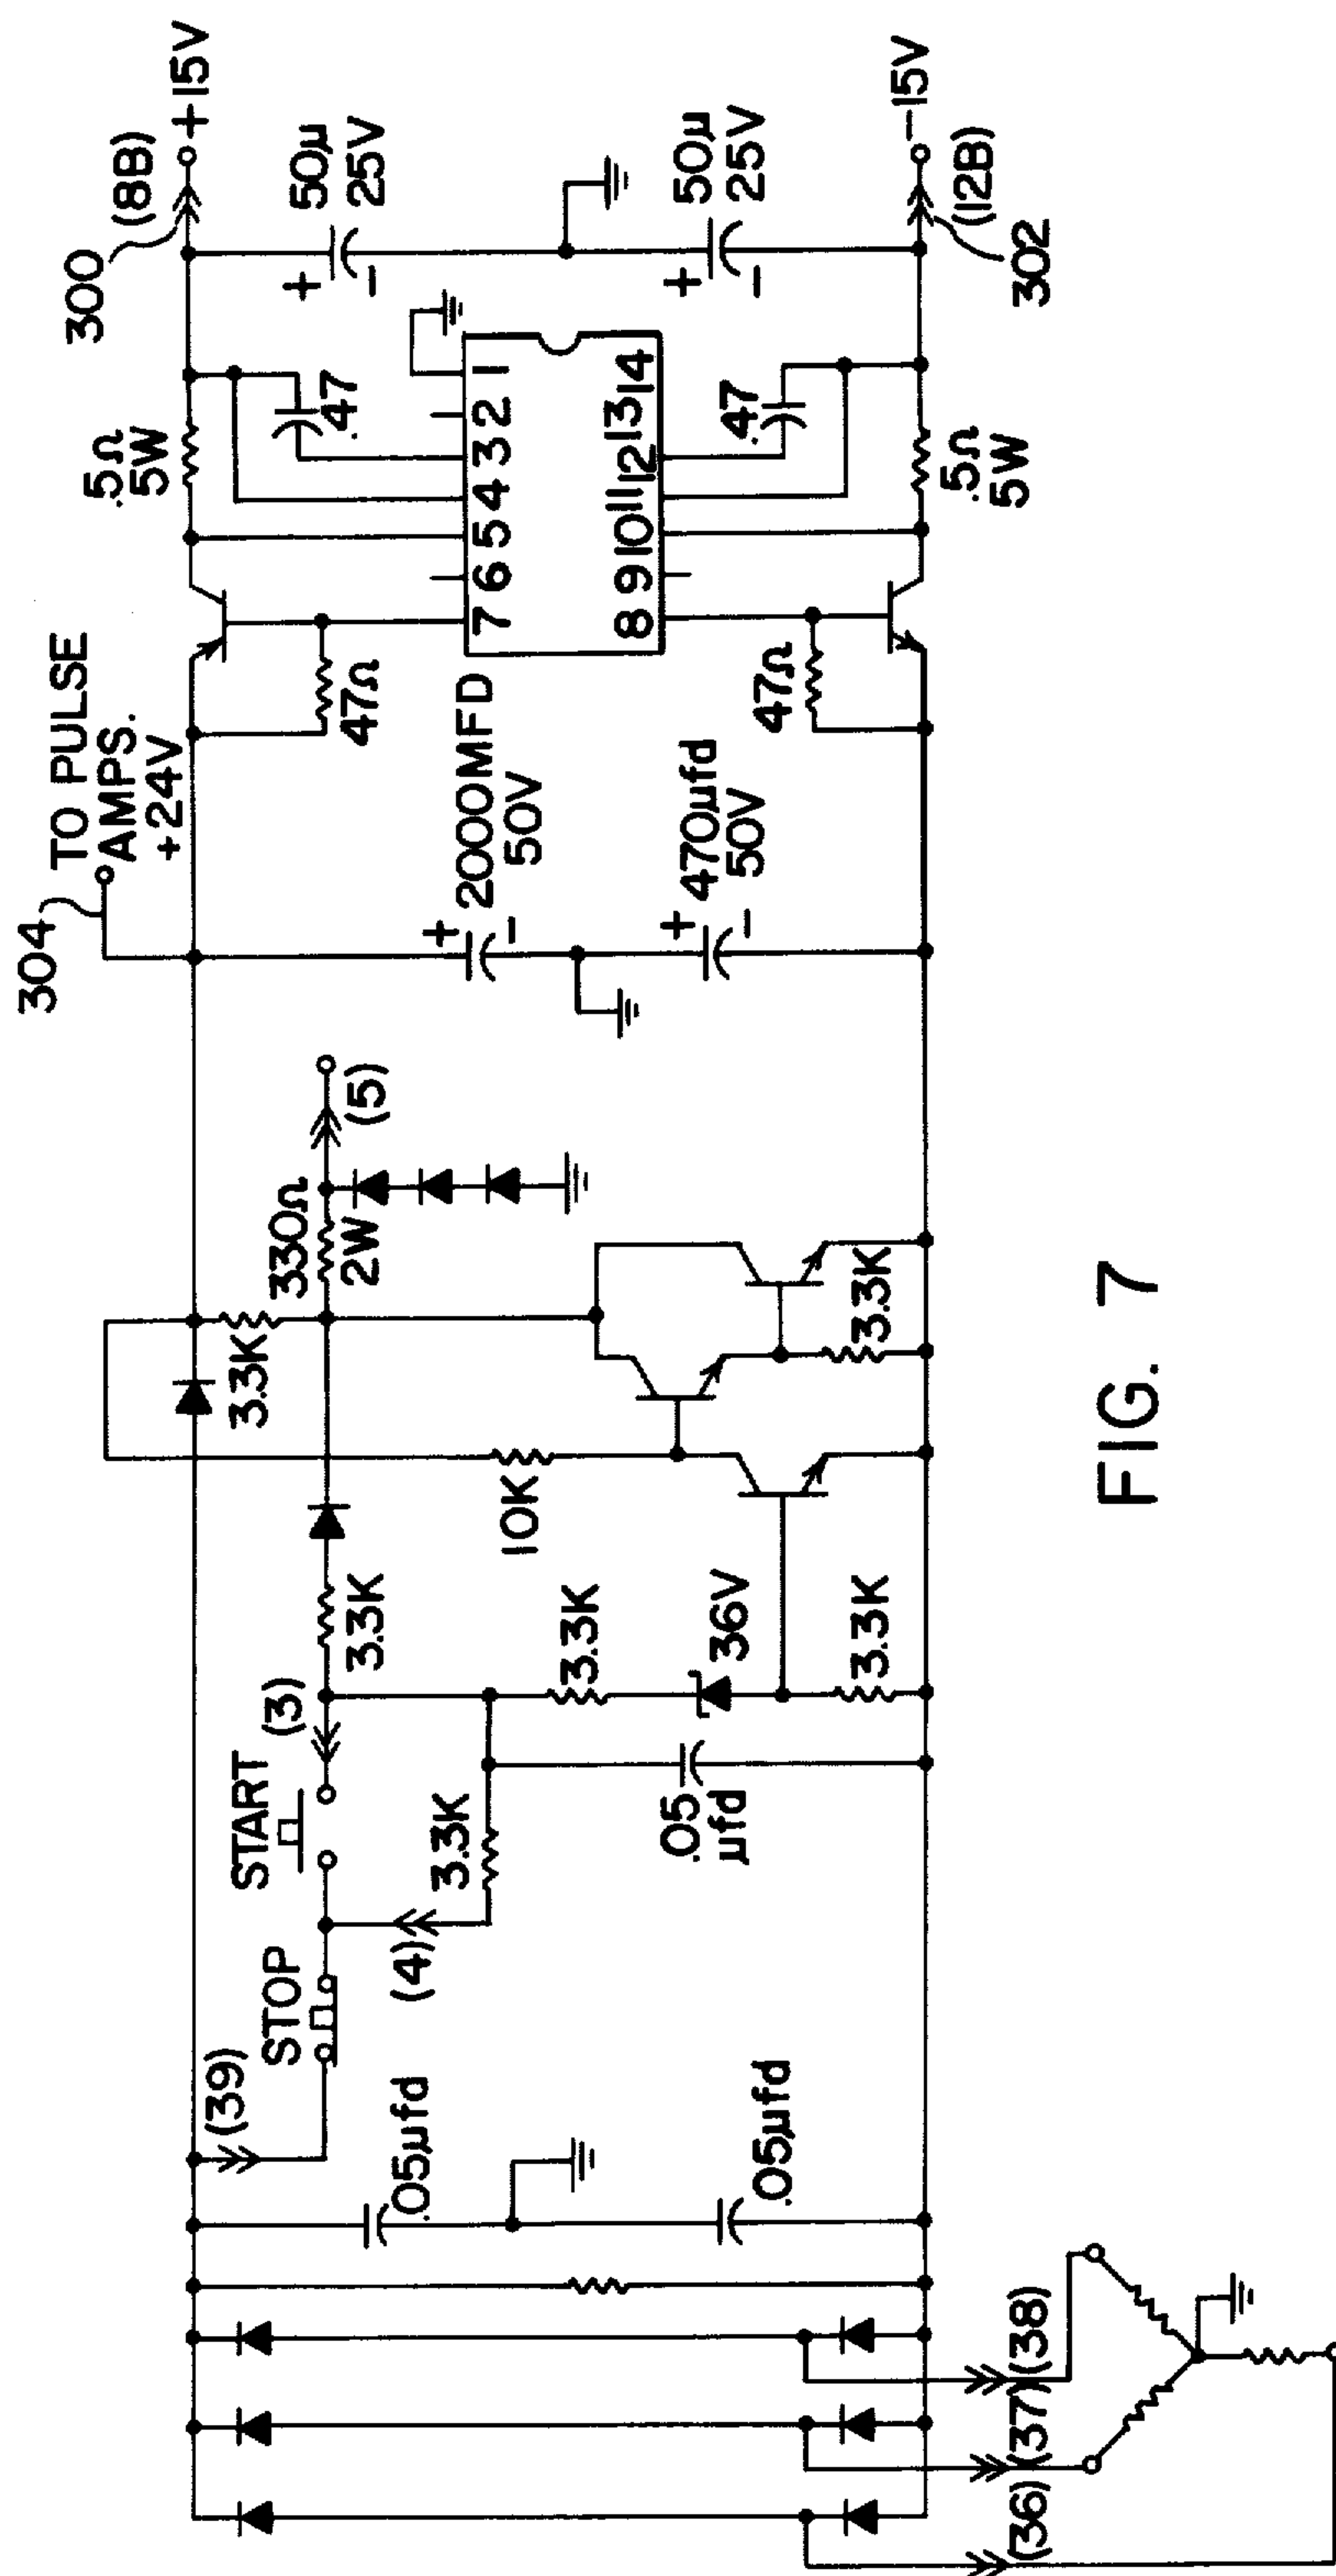 300
(8B)
+15V
.5Ω
5W
50µ
25V
+
−
.47
304
TO PULSE
AMPS.
+24V
47Ω
2000MFD
50V
+
−
7 6 5 4 3 2 1
8 9 10 11 12 13 14
.47
50µ
25V
+
−
47Ω
470µfd
50V
+
−
.5Ω
5W
−15V
(12B)
302
(39)
STOP
START
(3)
3.3K
3.3K
330Ω
2W
(5)
(4)
3.3K
10K
3.3K
36V
.05
µfd
3.3K
3.3K
.05µfd
.05µfd
(36)
(37)
(38)
FIG. 7